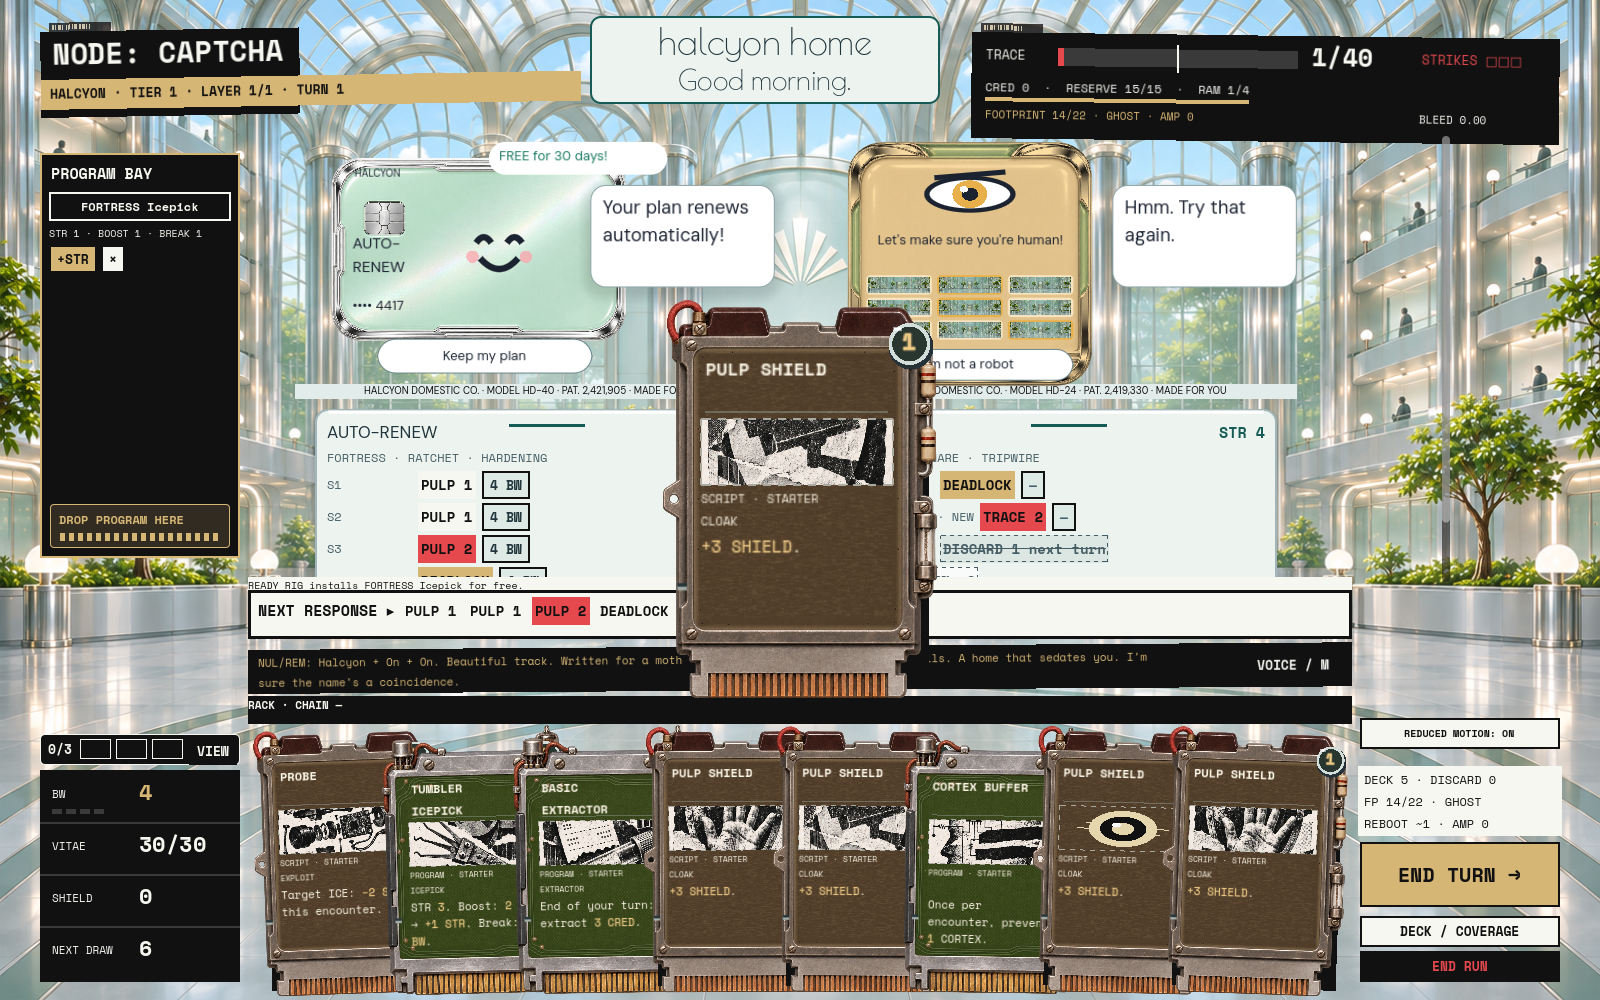 NODE: CAPTCHA
HALCYON · TIER 1 · LAYER 1/1 · TURN 1
halcyon home
Good morning.
TRACE
1/40
STRIKES □□□
CRED 0 · RESERVE 15/15 · RAM 1/4
FOOTPRINT 14/22 · GHOST · AMP 0
BLEED 0.00
PROGRAM BAY
FORTRESS Icepick
STR 1 · BOOST 1 · BREAK 1
+STR ×
DROP PROGRAM HERE
FREE for 30 days!
HALCYON
AUTO-
RENEW
•••• 4417
Keep my plan
Your plan renews
automatically!
Let's make sure you're human!
not a robot
Hmm. Try that
again.
HALCYON DOMESTIC CO. · MODEL HD-40 · PAT. 2,421,905 · MADE FO
DOMESTIC CO. · MODEL HD-24 · PAT. 2,419,330 · MADE FOR YOU
AUTO-RENEW
FORTRESS · RATCHET · HARDENING
S1 PULP 1 4 BW
S2 PULP 1 4 BW
S3 PULP 2 4 BW
STR 4
ARE · TRIPWIRE
DEADLOCK —
· NEW TRACE 2 —
DISCARD 1 next turn
1
PULP SHIELD
SCRIPT · STARTER
CLOAK
+3 SHIELD.
READY RIG installs FORTRESS Icepick for free.
NEXT RESPONSE ▸ PULP 1 PULP 1 PULP 2 DEADLOCK
NUL/REM: Halcyon + On + On. Beautiful track. Written for a moth
ls. A home that sedates you. I'm
sure the name's a coincidence.
VOICE / M
RACK · CHAIN —
0/3 VIEW
BW 4
VITAE 30/30
SHIELD 0
NEXT DRAW 6
PROBE
SCRIPT · STARTER
EXPLOIT
Target ICE: -2 S
this encounter.
TUMBLER
ICEPICK
PROGRAM · STARTER
ICEPICK
STR 3. Boost: 2
→ +1 STR. Break:
BW.
BASIC
EXTRACTOR
PROGRAM · STARTER
EXTRACTOR
End of your turn:
extract 3 CRED.
PULP SHIELD
SCRIPT · STARTER
CLOAK
+3 SHIELD.
PULP SHIELD
SCRIPT · STARTER
CLOAK
+3 SHIELD.
CORTEX BUFFER
PROGRAM · STARTER
Once per
encounter, preven
1 CORTEX.
PULP SHIELD
SCRIPT · STARTER
CLOAK
+3 SHIELD.
PULP SHIELD
1
SCRIPT · STARTER
CLOAK
+3 SHIELD.
REDUCED MOTION: ON
DECK 5 · DISCARD 0
FP 14/22 · GHOST
REBOOT ~1 · AMP 0
END TURN →
DECK / COVERAGE
END RUN